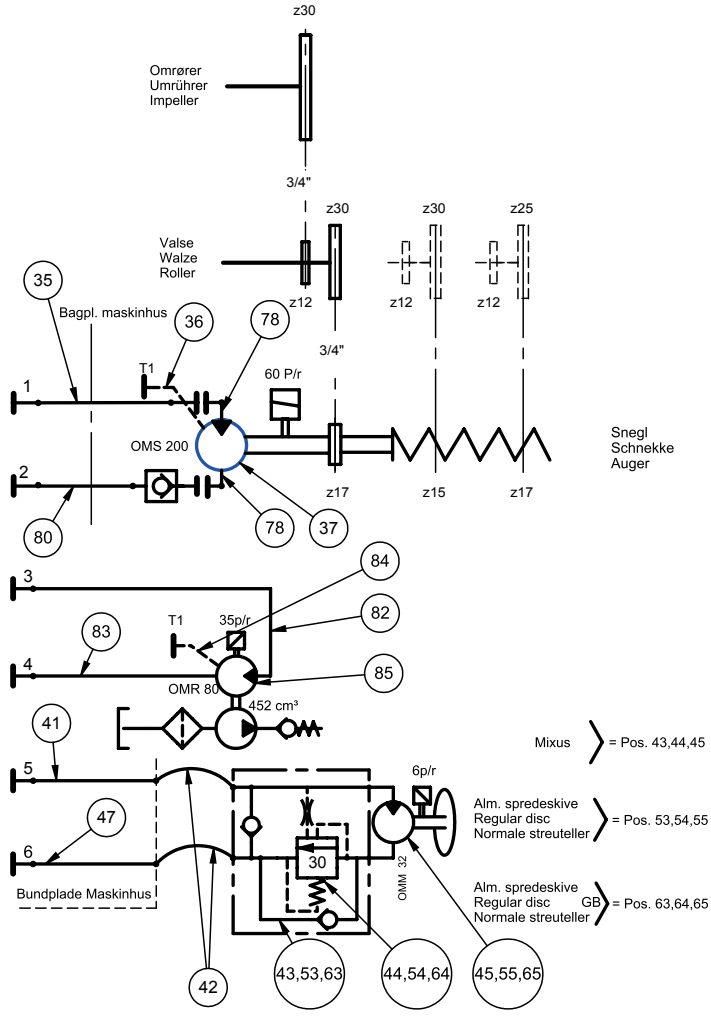 z30
Omrører
Umrührer
Impeller
3/4"
z30
z30
z25
Valse
Walze
Roller
z12
z12
z12
35
Bagpl. maskinhus
36
78
3/4"
T1
60 P/r
1
OMS 200
Snegl
Schnekke
Auger
2
z17
z15
z17
80
78
37
84
3
82
83
T1
35p/r
4
85
OMR 80
452 cm³
41
Mixus = Pos. 43,44,45
5
6p/r
47
Alm. spredeskive
Regular disc = Pos. 53,54,55
Normale streuteller
6
30
OMM 32
Bundplade Maskinhus
Alm. spredeskive
Regular disc GB = Pos. 63,64,65
Normale streuteller
42
43,53,63
44,54,64
45,55,65